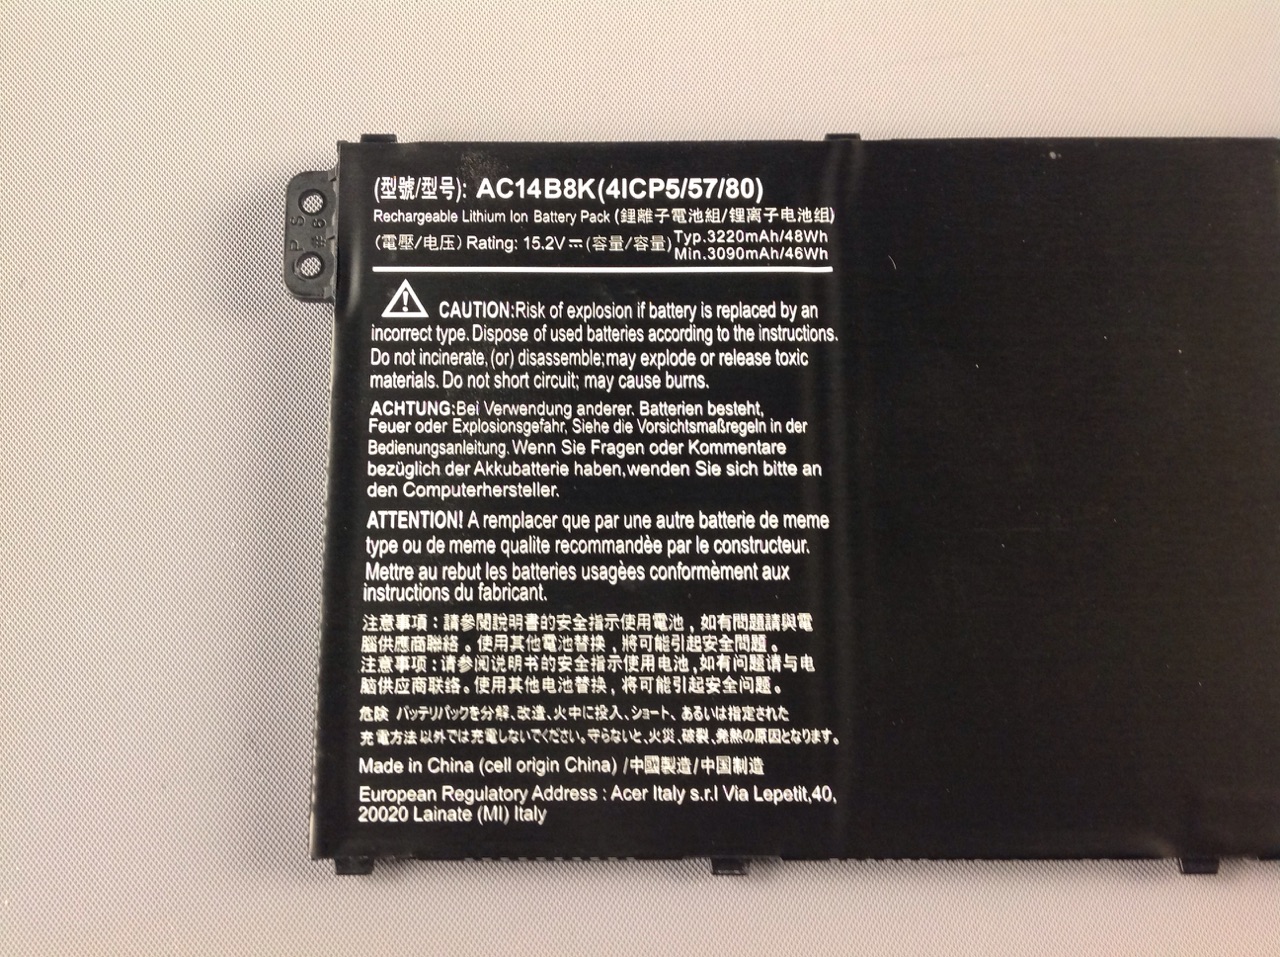 (型號/型号): AC14B8K(4ICP5/57/80)
Rechargeable Lithium Ion Battery Pack (鋰離子電池組/锂离子电池组)
(電壓/电压) Rating: 15.2V⎓(容量/容量) Typ.3220mAh/48Wh
Min.3090mAh/46Wh
CAUTION:Risk of explosion if battery is replaced by an
incorrect type. Dispose of used batteries according to the instructions.
Do not incinerate, (or) disassemble; may explode or release toxic
materials. Do not short circuit; may cause burns.
ACHTUNG:Bei Verwendung anderer. Batterien besteht,
Feuer oder Explosionsgefahr, Siehe die Vorsichtsmaßregeln in der
Bedienungsanleitung. Wenn Sie Fragen oder Kommentare
bezüglich der Akkubatterie haben,wenden Sie sich bitte an
den Computerhersteller.
ATTENTION! A remplacer que par une autre batterie de meme
type ou de meme qualite recommandèe par le constructeur.
Mettre au rebut les batteries usagèes conformèment aux
instructions du fabricant.
注意事項：請參閱說明書的安全指示使用電池，如有問題請與電
腦供應商聯絡。使用其他電池替換，將可能引起安全問題。
注意事项：请参阅说明书的安全指示使用电池，如有问题请与电
脑供应商联络。使用其他电池替换，将可能引起安全问题。
危険 バッテリパックを分解、改造、火中に投入、ショート、あるいは指定された
充電方法以外では充電しないでください。守らないと、火災、破裂、発熱の原因となります。
Made in China (cell origin China) /中國製造/中国制造
European Regulatory Address : Acer Italy s.r.l Via Lepetit,40,
20020 Lainate (MI) Italy